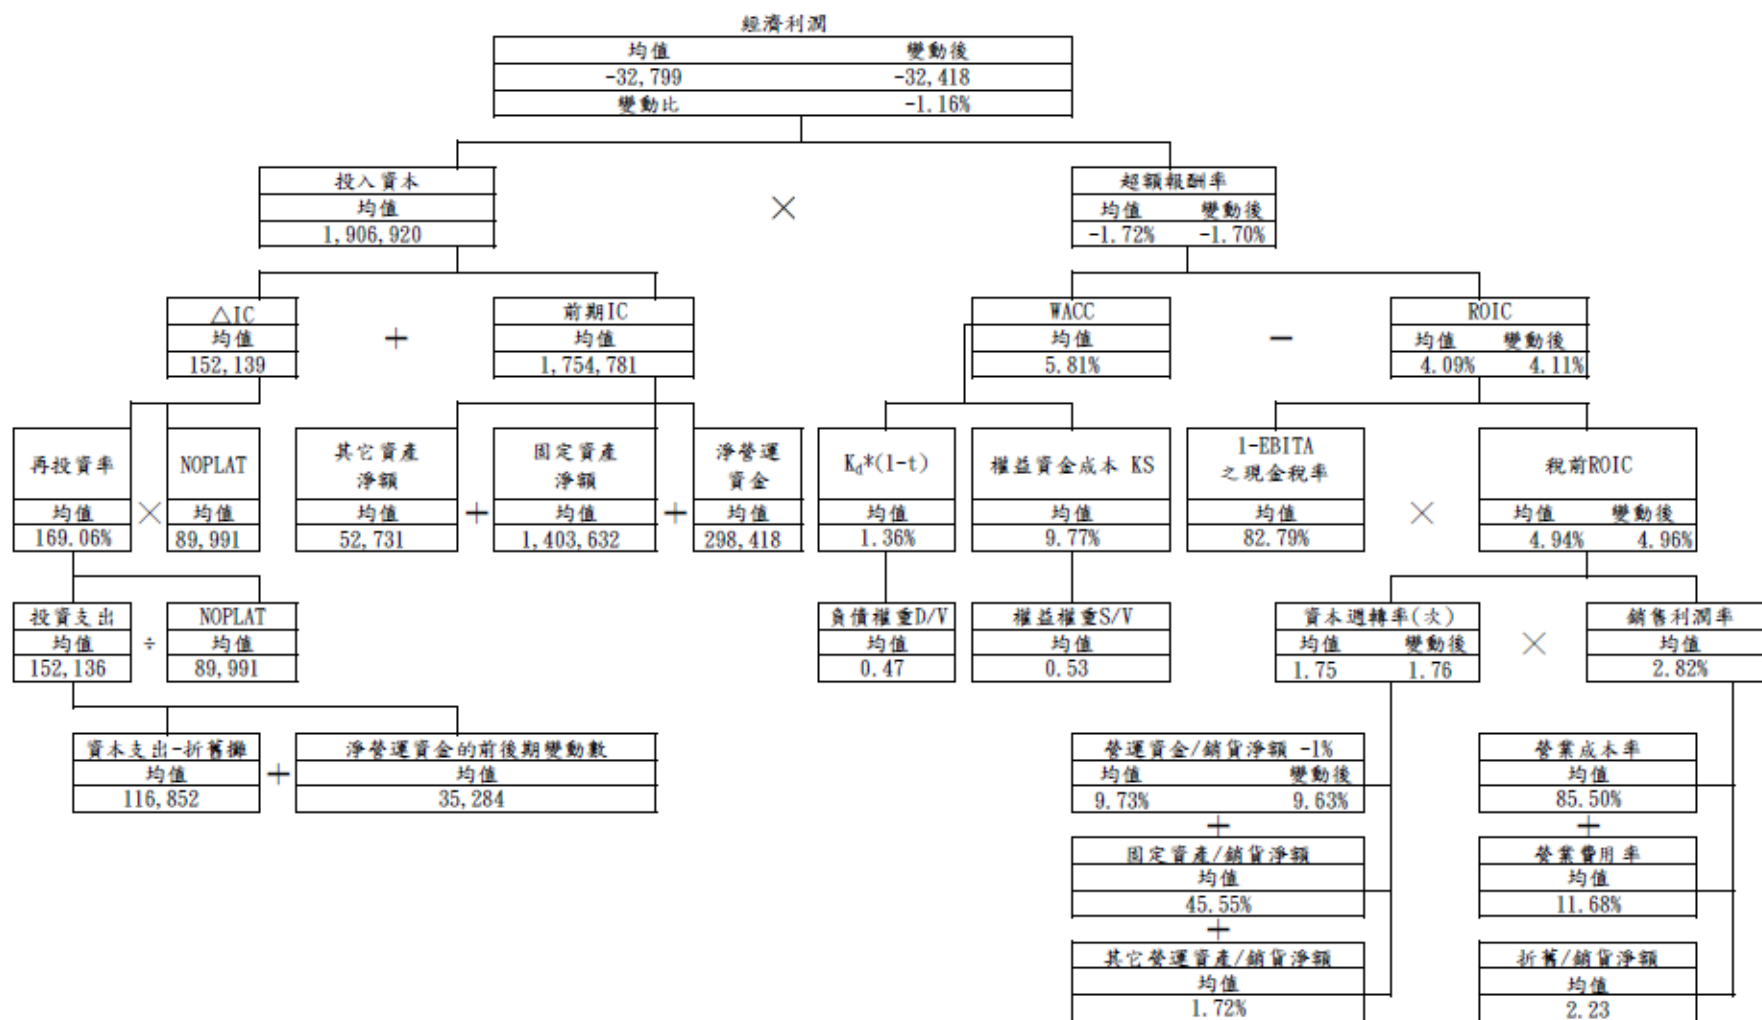 經濟利潤
均值 變動後
-32,799 -32,418
變動比 -1.16%
投入資本
均值
1,906,920
×
超額報酬率
均值 變動後
-1.72% -1.70%
△IC
均值
152,139
+
前期IC
均值
1,754,781
WACC
均值
5.81%
−
ROIC
均值 變動後
4.09% 4.11%
再投資率
均值
169.06%
×
NOPLAT
均值
89,991
其它資產
淨額
均值
52,731
+
固定資產
淨額
均值
1,403,632
+
淨營運
資金
均值
298,418
Kd*(1-t)
均值
1.36%
權益資金成本 KS
均值
9.77%
1-EBITA
之現金稅率
均值
82.79%
×
稅前ROIC
均值 變動後
4.94% 4.96%
投資支出
均值
152,136
÷
NOPLAT
均值
89,991
負債權重D/V
均值
0.47
權益權重S/V
均值
0.53
資本週轉率(次)
均值 變動後
1.75 1.76
×
銷售利潤率
均值
2.82%
資本支出-折舊攤
均值
116,852
+
淨營運資金的前後期變動數
均值
35,284
營運資金/銷貨淨額 -1%
均值 變動後
9.73% 9.63%
+
固定資產/銷貨淨額
均值
45.55%
+
其它營運資產/銷貨淨額
均值
1.72%
營業成本率
均值
85.50%
+
營業費用率
均值
11.68%
折舊/銷貨淨額
均值
2.23